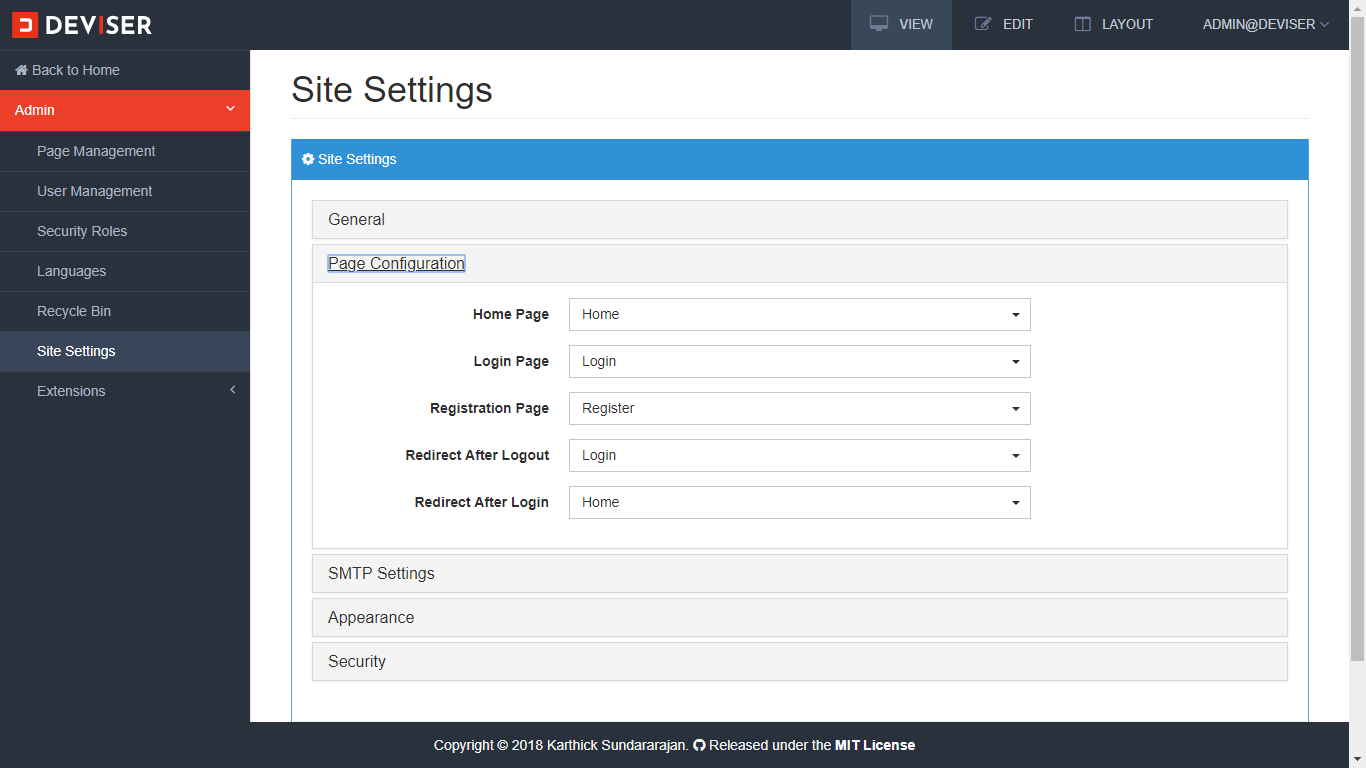 DEVISER
VIEW
EDIT
LAYOUT
ADMIN@DEVISER
Back to Home
Admin
Page Management
User Management
Security Roles
Languages
Recycle Bin
Site Settings
Extensions
Site Settings
Site Settings
General
Page Configuration
Home Page Home
Login Page Login
Registration Page Register
Redirect After Logout Login
Redirect After Login Home
SMTP Settings
Appearance
Security
Copyright © 2018 Karthick Sundararajan. Released under the MIT License